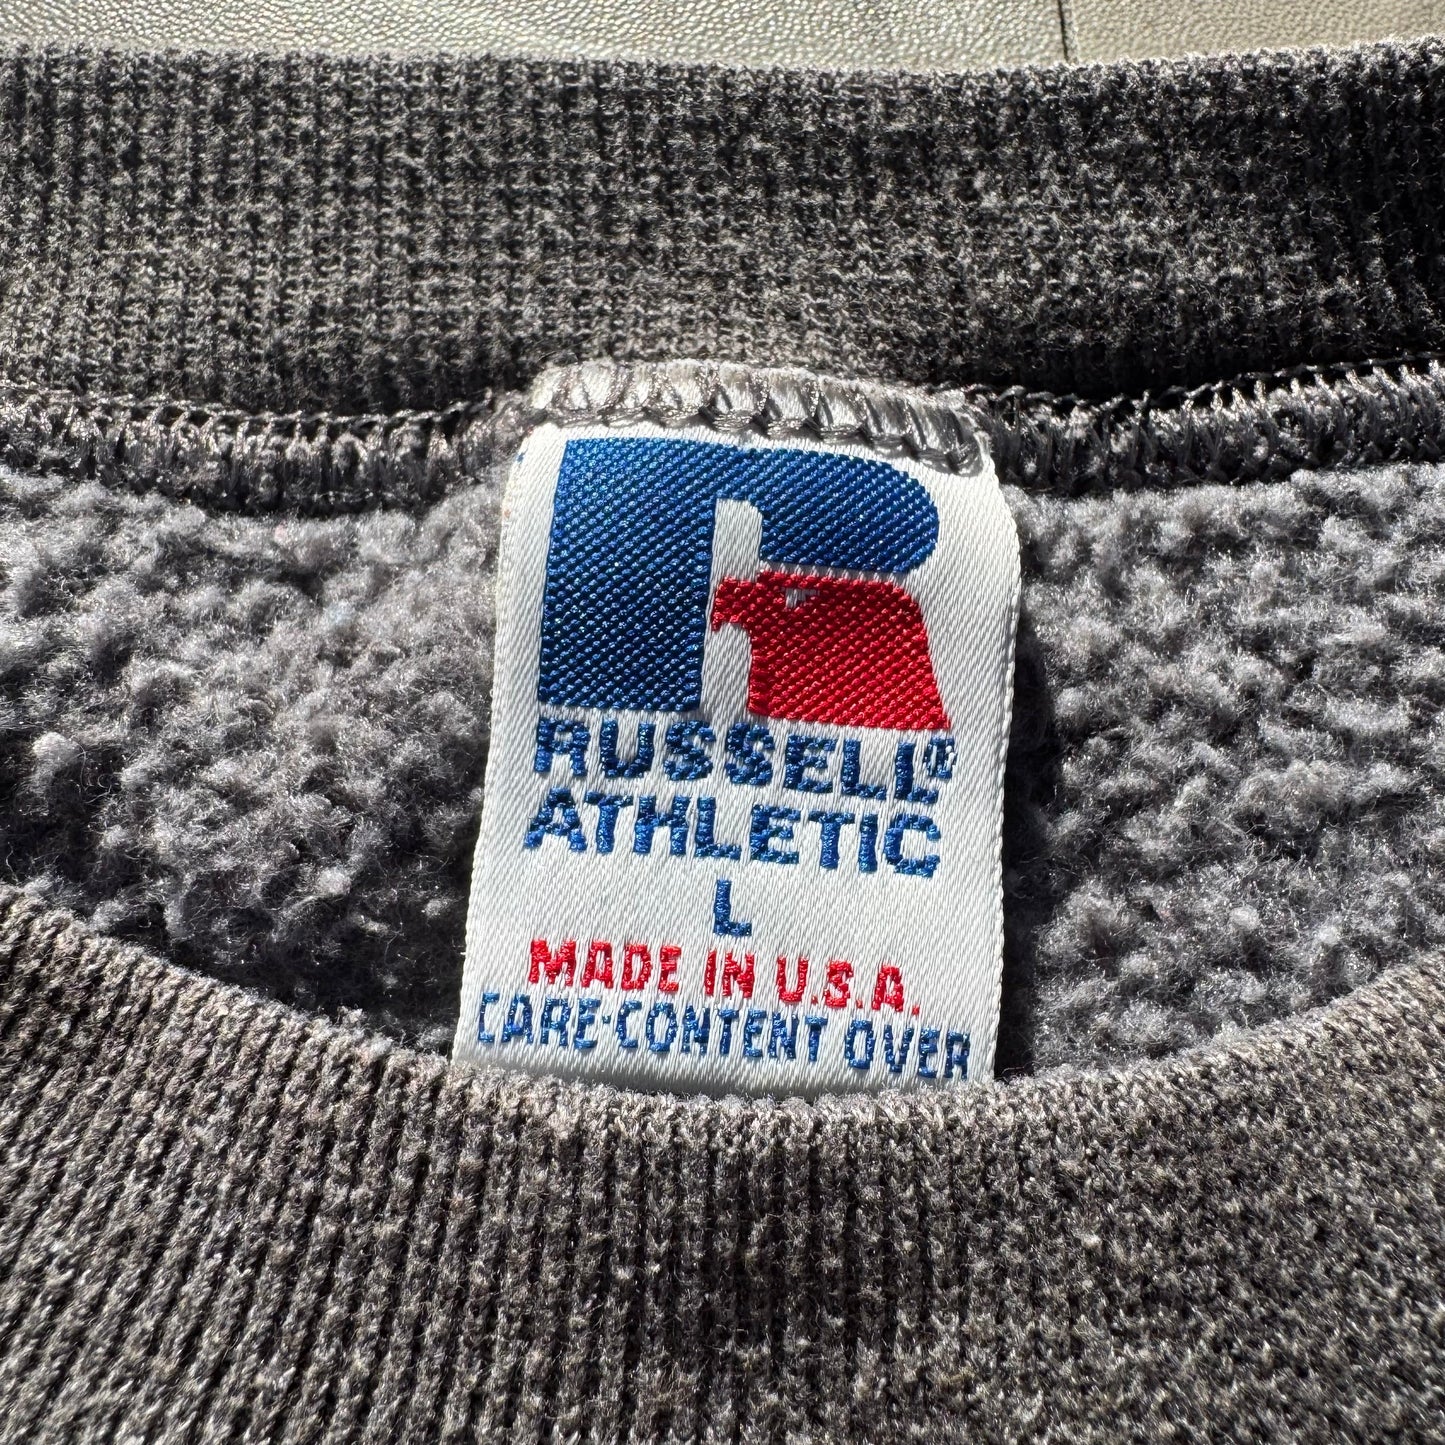 RUSSELL®
ATHLETIC
L
MADE IN U.S.A.
CARE·CONTENT OVER